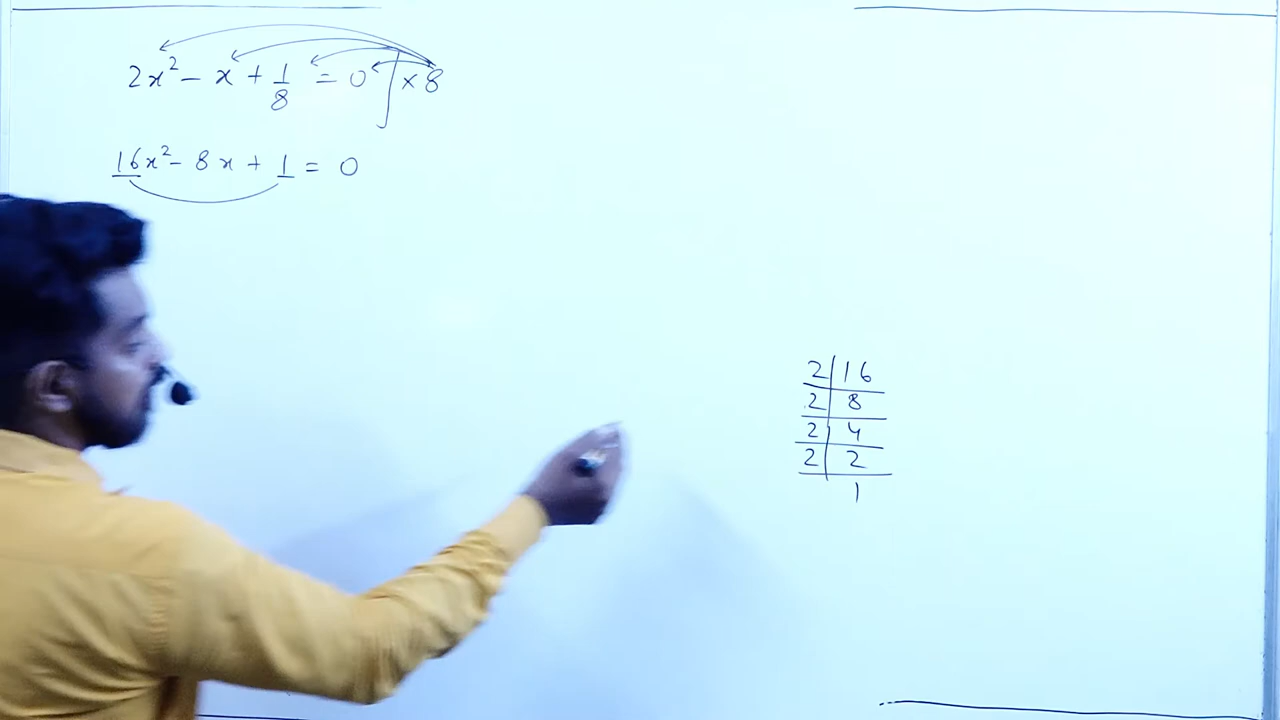 2x² - x + 1/8 = 0 ] × 8
16x² - 8x + 1 = 0
2 | 16
2 | 8
2 | 4
2 | 2
1